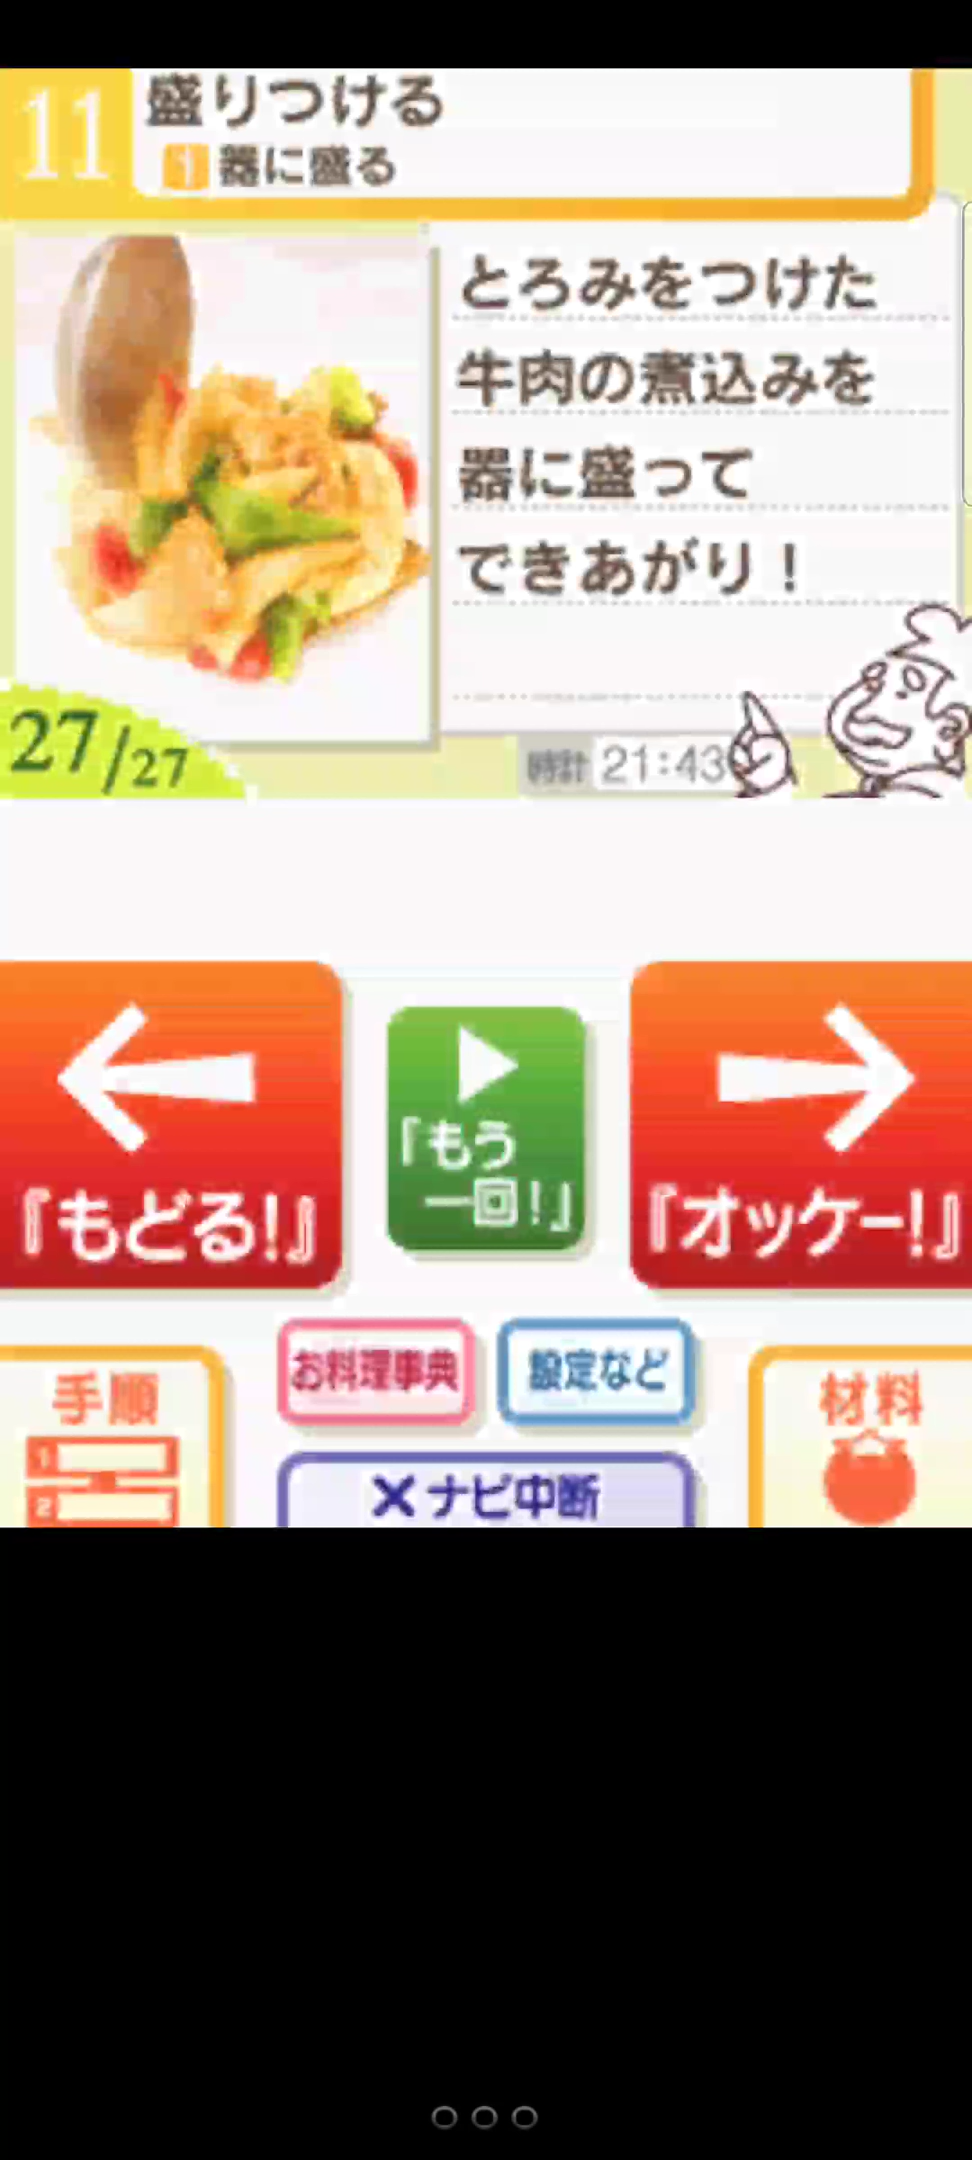 11
盛りつける
1 器に盛る
とろみをつけた
牛肉の煮込みを
器に盛って
できあがり！
27/27
時計 21:43
『もどる!』
『もう
一回!』
『オッケー!』
お料理事典
設定など
手順
1
2
×ナビ中断
材料